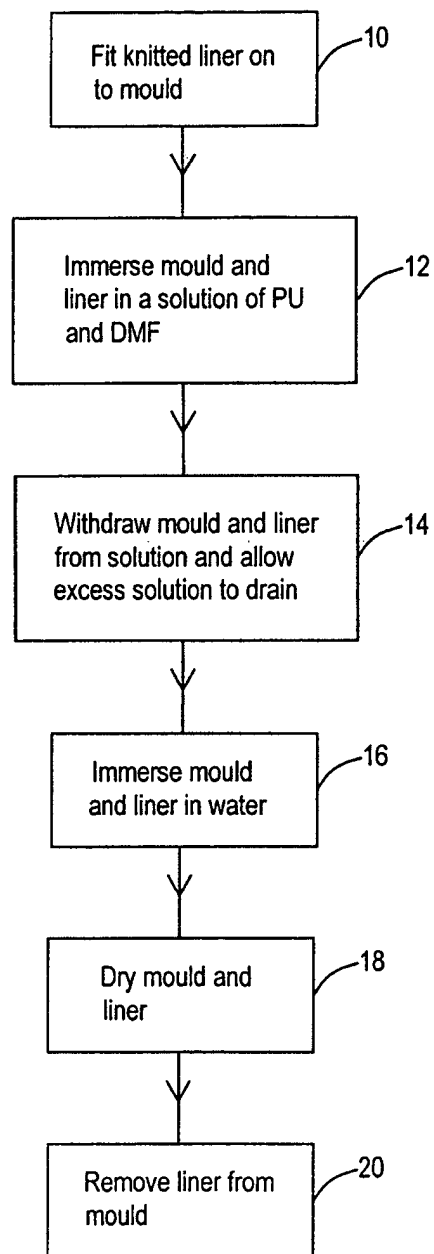 Fit knitted liner on
to mould
10
Immerse mould and
liner in a solution of PU
and DMF
12
Withdraw mould and liner
from solution and allow
excess solution to drain
14
Immerse mould
and liner in water
16
Dry mould and
liner
18
Remove liner from
mould
20